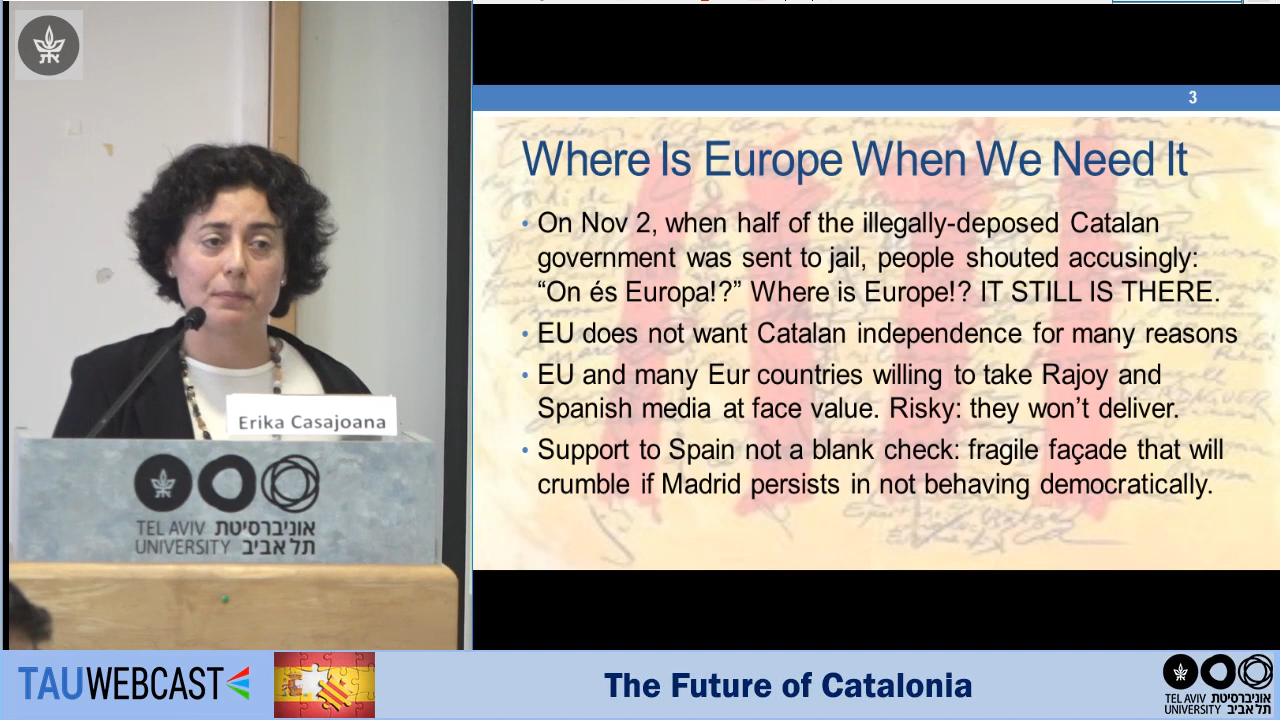 3
Where Is Europe When We Need It
• On Nov 2, when half of the illegally-deposed Catalan
government was sent to jail, people shouted accusingly:
“On és Europa!?” Where is Europe!? IT STILL IS THERE.
• EU does not want Catalan independence for many reasons
• EU and many Eur countries willing to take Rajoy and
Spanish media at face value. Risky: they won’t deliver.
• Support to Spain not a blank check: fragile façade that will
crumble if Madrid persists in not behaving democratically.
Erika Casajoana
TEL AVIV אוניברסיטת
UNIVERSITY תל אביב
TAUWEBCAST
The Future of Catalonia
TEL AVIV אוניברסיטת
UNIVERSITY תל אביב